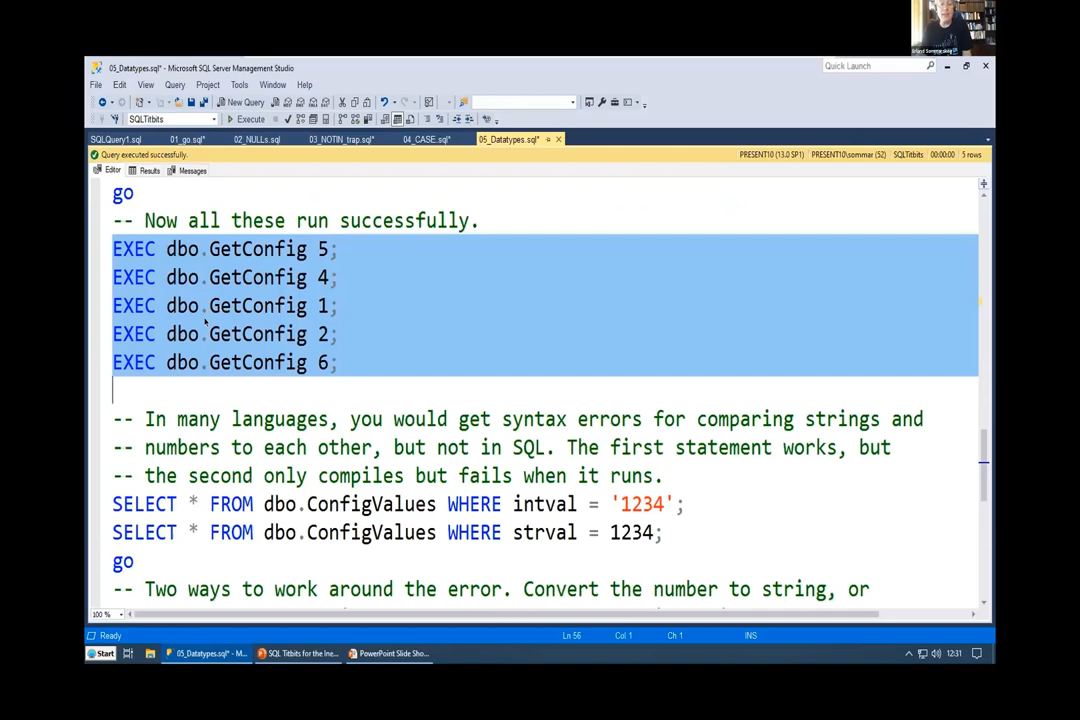 Erland Sommarskog
05_Datatypes.sql* - Microsoft SQL Server Management Studio
Quick Launch
File Edit View Query Project Tools Window Help
New Query
SQLTitbits Execute
SQLQuery1.sql 01_go.sql* 02_NULLs.sql 03_NOTIN_trap.sql* 04_CASE.sql* 05_Datatypes.sql*
Query executed successfully. PRESENT10 (13.0 SP1) PRESENT10\sommar (52) SQLTitbits 00:00:00 5 rows
Editor Results Messages
go
-- Now all these run successfully.
EXEC dbo.GetConfig 5;
EXEC dbo.GetConfig 4;
EXEC dbo.GetConfig 1;
EXEC dbo.GetConfig 2;
EXEC dbo.GetConfig 6;
-- In many languages, you would get syntax errors for comparing strings and
-- numbers to each other, but not in SQL. The first statement works, but
-- the second only compiles but fails when it runs.
SELECT * FROM dbo.ConfigValues WHERE intval = '1234';
SELECT * FROM dbo.ConfigValues WHERE strval = 1234;
go
-- Two ways to work around the error. Convert the number to string, or
100 %
Ready Ln 56 Col 1 Ch 1 INS
Start 05_Datatypes.sql* - M... SQL Titbits for the Ine... PowerPoint Slide Sho... 12:31